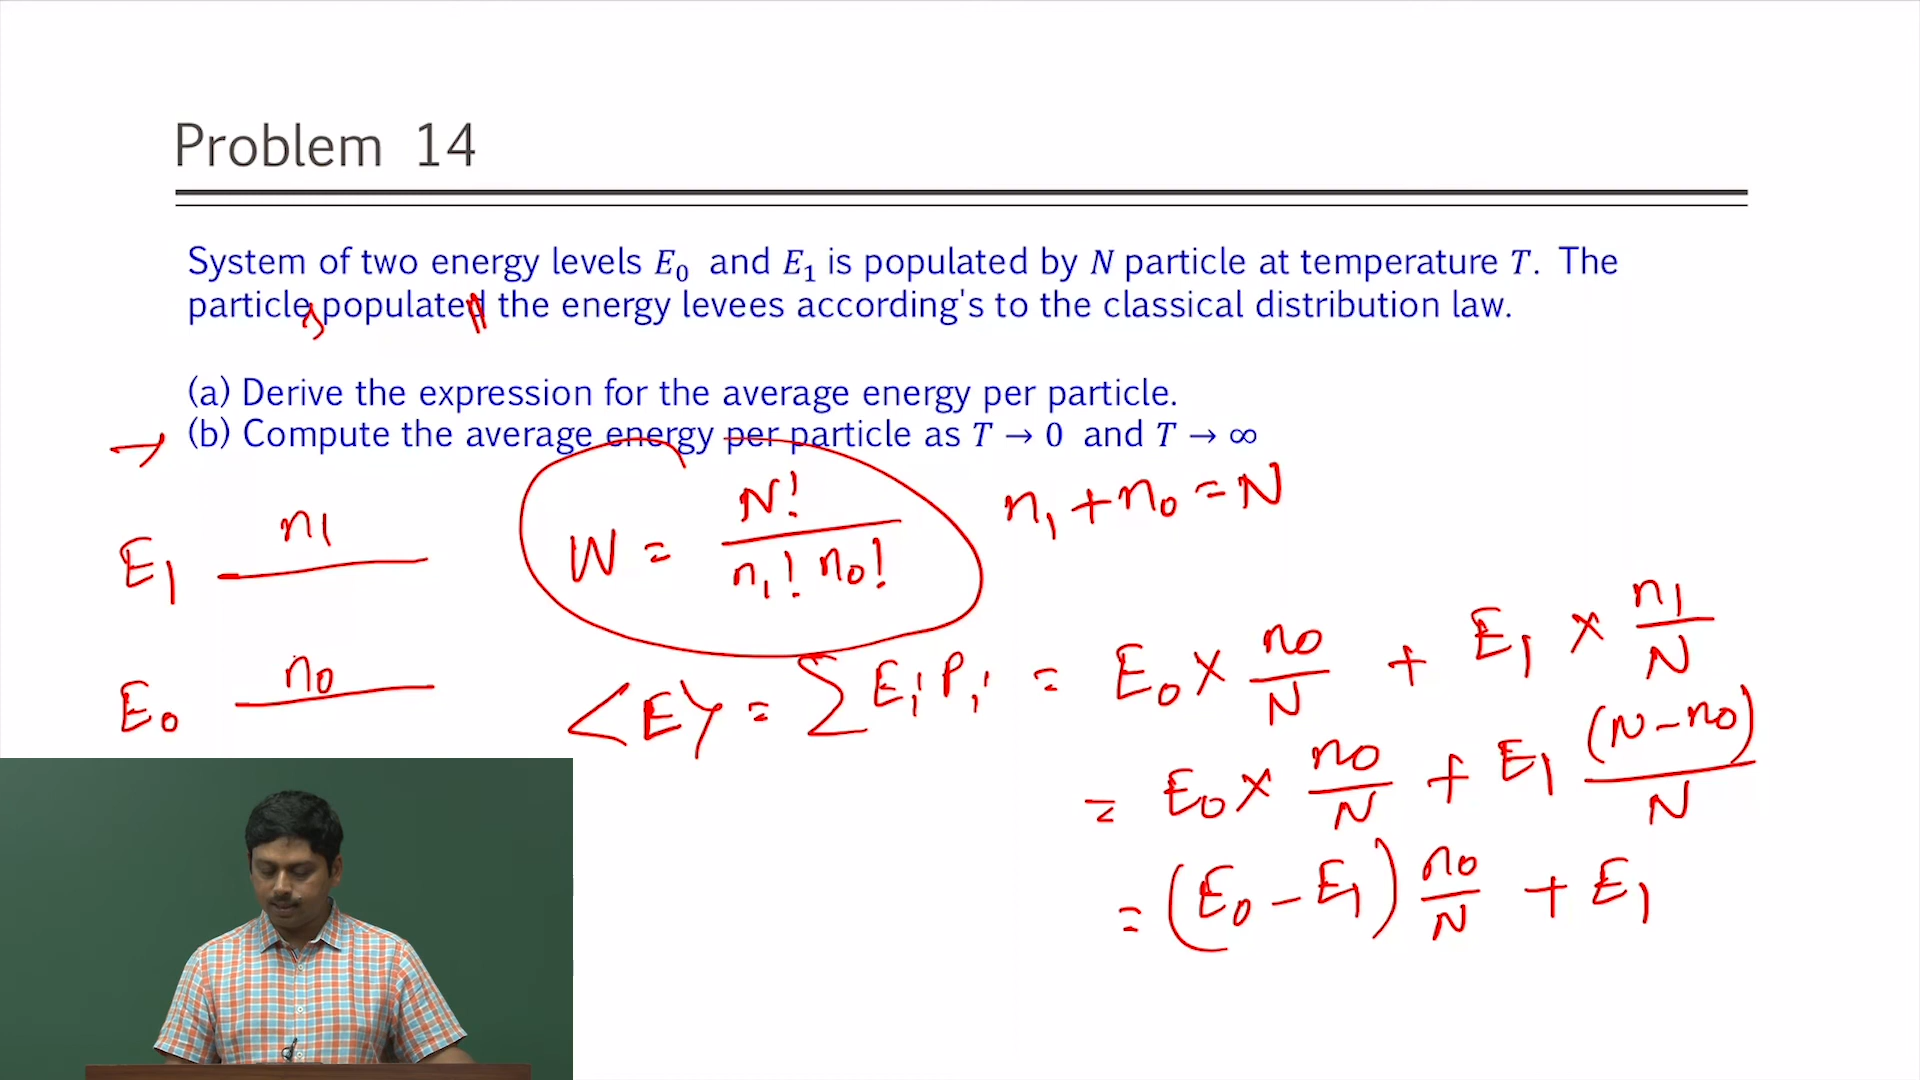 Problem 14
System of two energy levels E₀ and E₁ is populated by N particle at temperature T. The
particles populated the energy levees according's to the classical distribution law.
(a) Derive the expression for the average energy per particle.
(b) Compute the average energy per particle as T → 0 and T → ∞
E₁ n₁
W = N! / n₁! n₀!
n₁ + n₀ = N
E₀ n₀
<E> = ∑ Eᵢ Pᵢ = E₀ × n₀/N + E₁ × n₁/N
= E₀ × n₀/N + E₁ (N − n₀)/N
= (E₀ − E₁) n₀/N + E₁